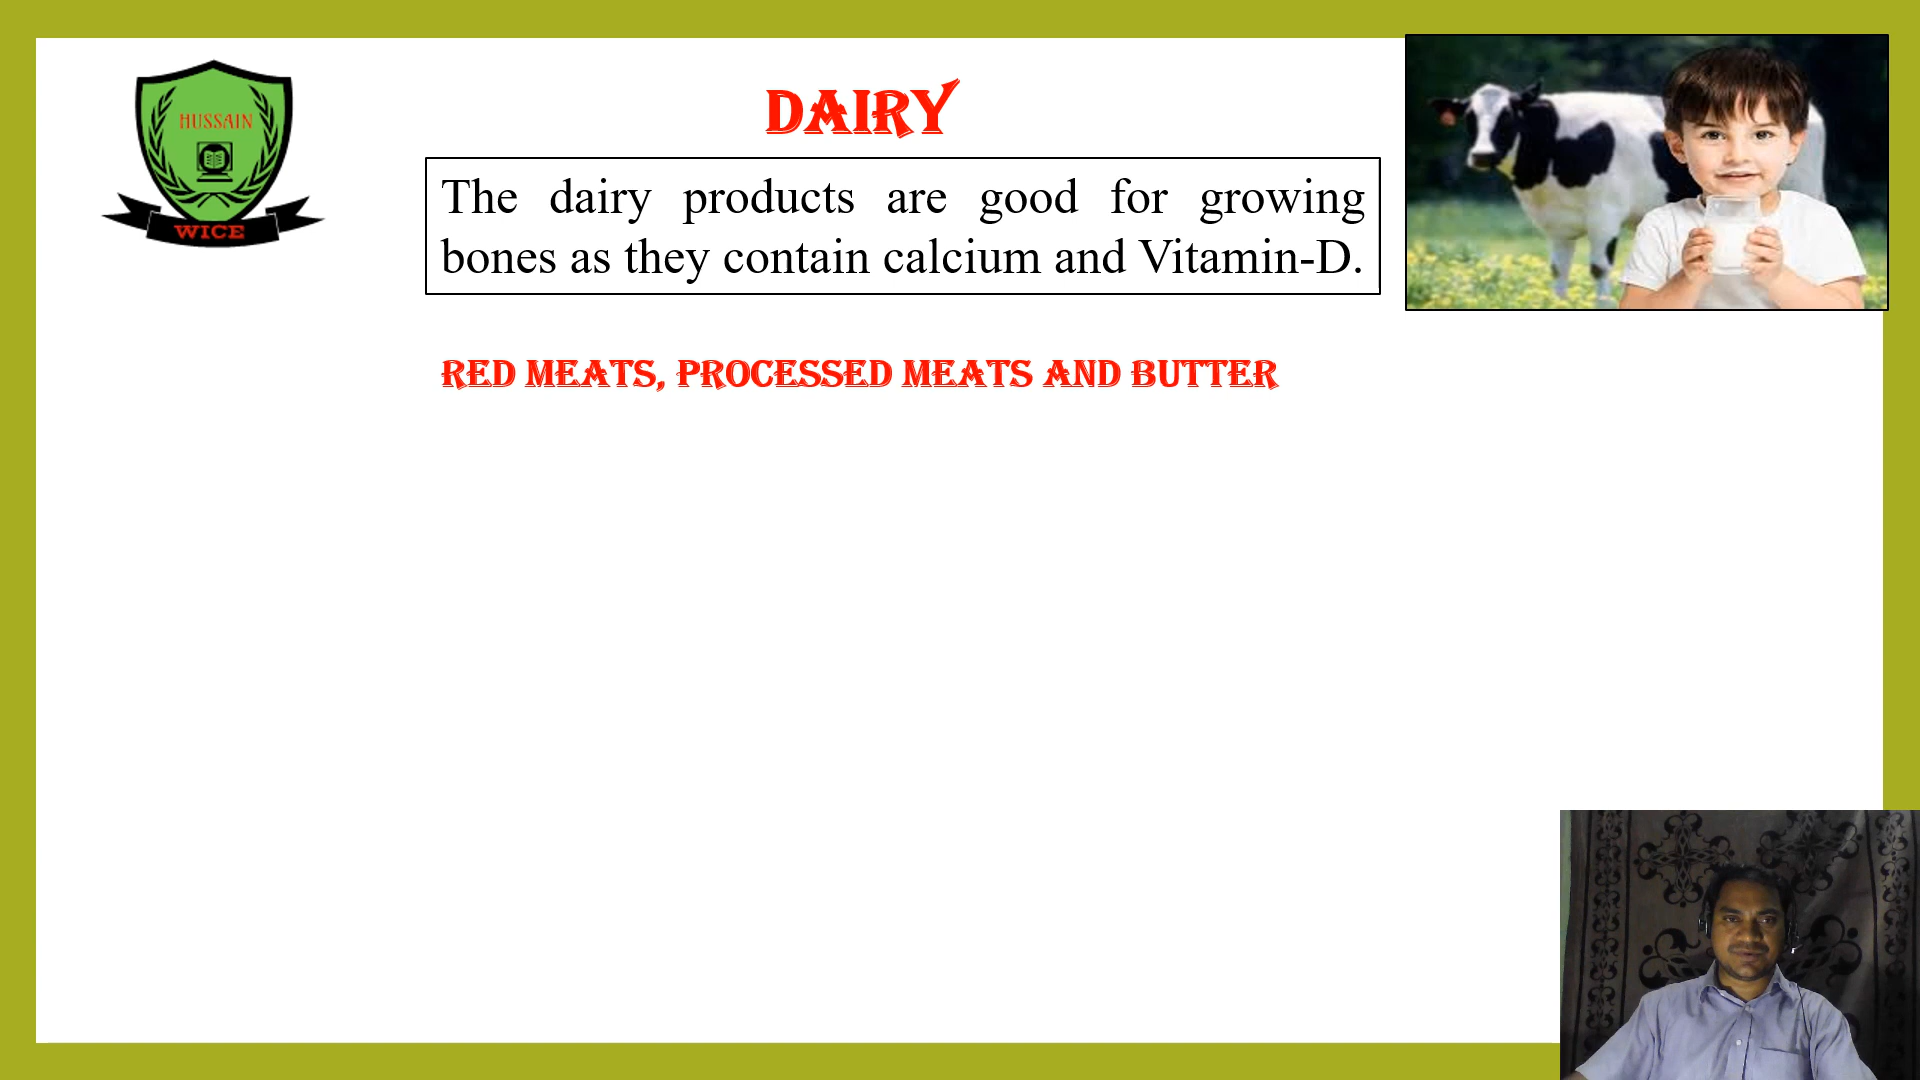 HUSSAIN
WICE
DAIRY
The dairy products are good for growing
bones as they contain calcium and Vitamin-D.
RED MEATS, PROCESSED MEATS AND BUTTER